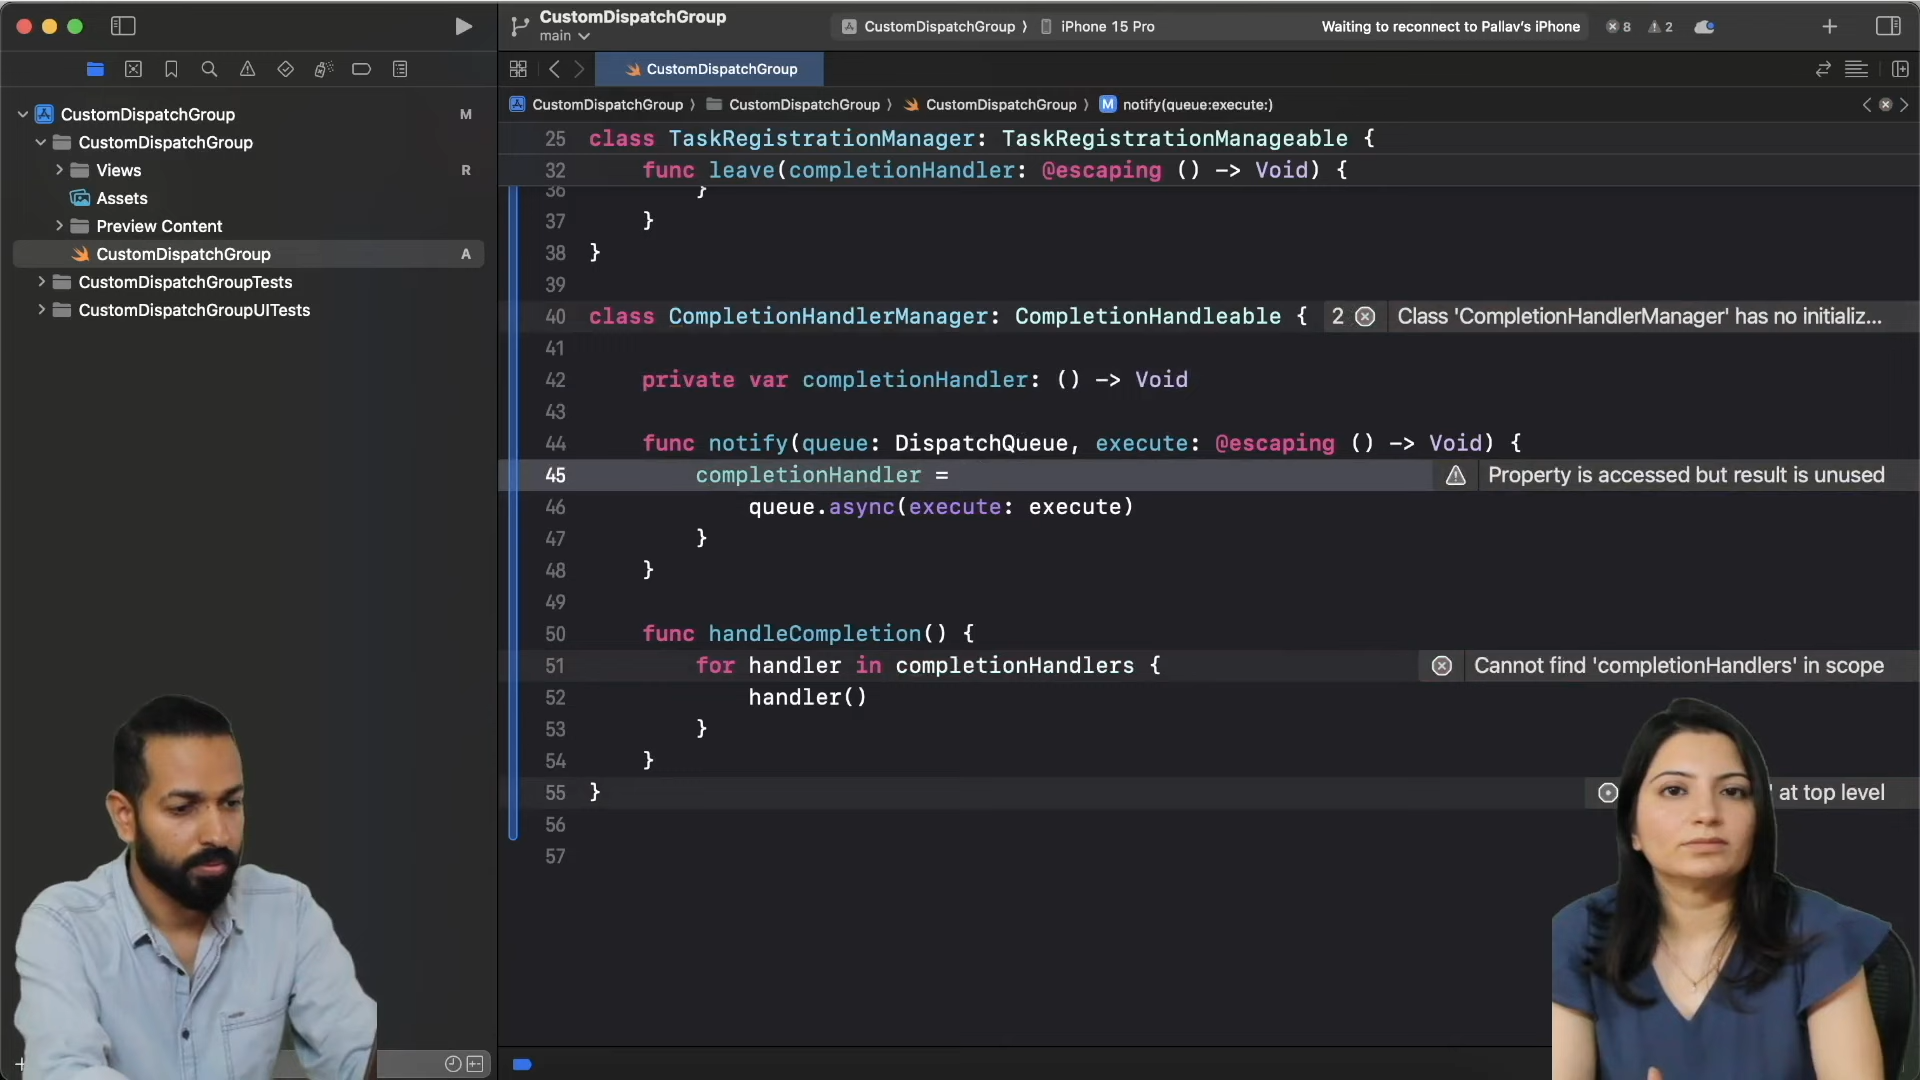 CustomDispatchGroup
main
CustomDispatchGroup ⟩ iPhone 15 Pro
Waiting to reconnect to Pallav's iPhone
8
2
CustomDispatchGroup
CustomDispatchGroup ⟩ CustomDispatchGroup ⟩ CustomDispatchGroup ⟩ M notify(queue:execute:)
CustomDispatchGroup M
CustomDispatchGroup
Views R
Assets
Preview Content
CustomDispatchGroup A
CustomDispatchGroupTests
CustomDispatchGroupUITests
25 class TaskRegistrationManager: TaskRegistrationManageable {
32 func leave(completionHandler: @escaping () -> Void) {
36 }
37 }
38 }
39
40 class CompletionHandlerManager: CompletionHandleable { 2 Class 'CompletionHandlerManager' has no initializ...
41
42 private var completionHandler: () -> Void
43
44 func notify(queue: DispatchQueue, execute: @escaping () -> Void) {
45 completionHandler = Property is accessed but result is unused
46 queue.async(execute: execute)
47 }
48 }
49
50 func handleCompletion() {
51 for handler in completionHandlers { Cannot find 'completionHandlers' in scope
52 handler()
53 }
54 }
55 } ' at top level
56
57